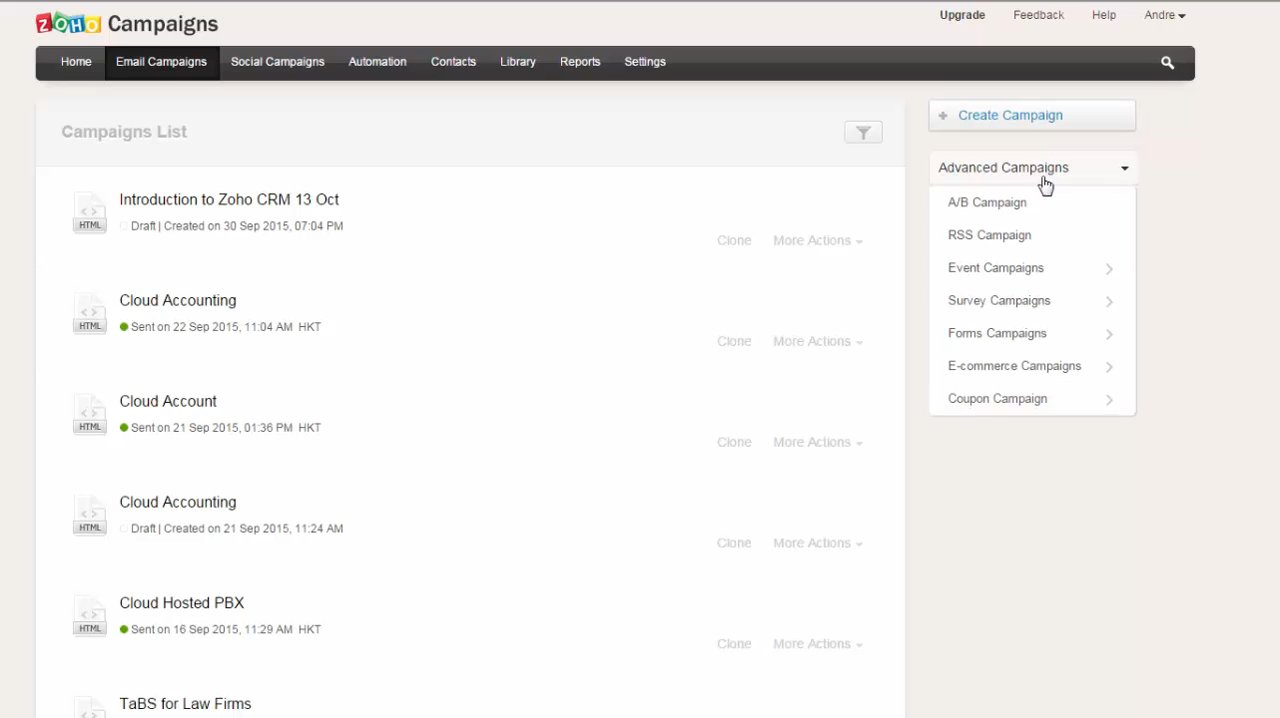 ZOHO Campaigns
Upgrade Feedback Help Andre
Home Email Campaigns Social Campaigns Automation Contacts Library Reports Settings
Campaigns List
+ Create Campaign
Advanced Campaigns
A/B Campaign
RSS Campaign
Event Campaigns
Survey Campaigns
Forms Campaigns
E-commerce Campaigns
Coupon Campaign
<> HTML
Introduction to Zoho CRM 13 Oct
Draft | Created on 30 Sep 2015, 07:04 PM
Clone More Actions
<> HTML
Cloud Accounting
Sent on 22 Sep 2015, 11:04 AM HKT
Clone More Actions
<> HTML
Cloud Account
Sent on 21 Sep 2015, 01:36 PM HKT
Clone More Actions
<> HTML
Cloud Accounting
Draft | Created on 21 Sep 2015, 11:24 AM
Clone More Actions
<> HTML
Cloud Hosted PBX
Sent on 16 Sep 2015, 11:29 AM HKT
Clone More Actions
TaBS for Law Firms